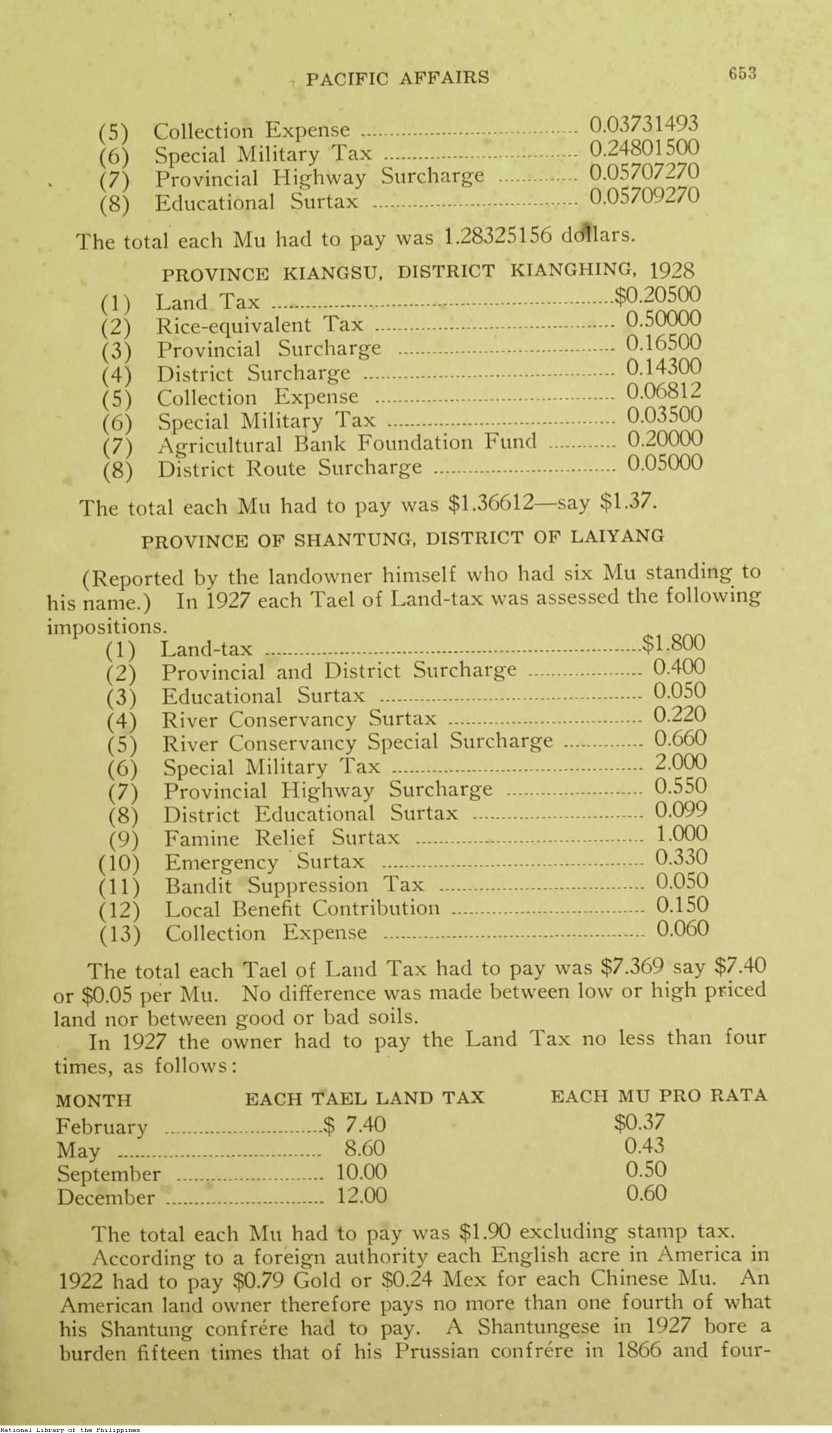 PACIFIC AFFAIRS 653
(5) Collection Expense ........ 0.03731493
(6) Special Military Tax ........ 0.24801500
(7) Provincial Highway Surcharge ........ 0.05707270
(8) Educational Surtax ........ 0.05709270
The total each Mu had to pay was 1.28325156 dollars.
PROVINCE KIANGSU, DISTRICT KIANGHING, 1928
(1) Land Tax ........ $0.20500
(2) Rice-equivalent Tax ........ 0.50000
(3) Provincial Surcharge ........ 0.16500
(4) District Surcharge ........ 0.14300
(5) Collection Expense ........ 0.06812
(6) Special Military Tax ........ 0.03500
(7) Agricultural Bank Foundation Fund ........ 0.20000
(8) District Route Surcharge ........ 0.05000
The total each Mu had to pay was $1.36612—say $1.37.
PROVINCE OF SHANTUNG, DISTRICT OF LAIYANG
(Reported by the landowner himself who had six Mu standing to
his name.) In 1927 each Tael of Land-tax was assessed the following
impositions.
(1) Land-tax ........ $1.800
(2) Provincial and District Surcharge ........ 0.400
(3) Educational Surtax ........ 0.050
(4) River Conservancy Surtax ........ 0.220
(5) River Conservancy Special Surcharge ........ 0.660
(6) Special Military Tax ........ 2.000
(7) Provincial Highway Surcharge ........ 0.550
(8) District Educational Surtax ........ 0.099
(9) Famine Relief Surtax ........ 1.000
(10) Emergency Surtax ........ 0.330
(11) Bandit Suppression Tax ........ 0.050
(12) Local Benefit Contribution ........ 0.150
(13) Collection Expense ........ 0.060
The total each Tael of Land Tax had to pay was $7.369 say $7.40
or $0.05 per Mu. No difference was made between low or high priced
land nor between good or bad soils.
In 1927 the owner had to pay the Land Tax no less than four
times, as follows:
MONTH EACH TAEL LAND TAX EACH MU PRO RATA
February ........ $ 7.40 $0.37
May ........ 8.60 0.43
September ........ 10.00 0.50
December ........ 12.00 0.60
The total each Mu had to pay was $1.90 excluding stamp tax.
According to a foreign authority each English acre in America in
1922 had to pay $0.79 Gold or $0.24 Mex for each Chinese Mu. An
American land owner therefore pays no more than one fourth of what
his Shantung confrére had to pay. A Shantungese in 1927 bore a
burden fifteen times that of his Prussian confrére in 1866 and four-
National Library of the Philippines